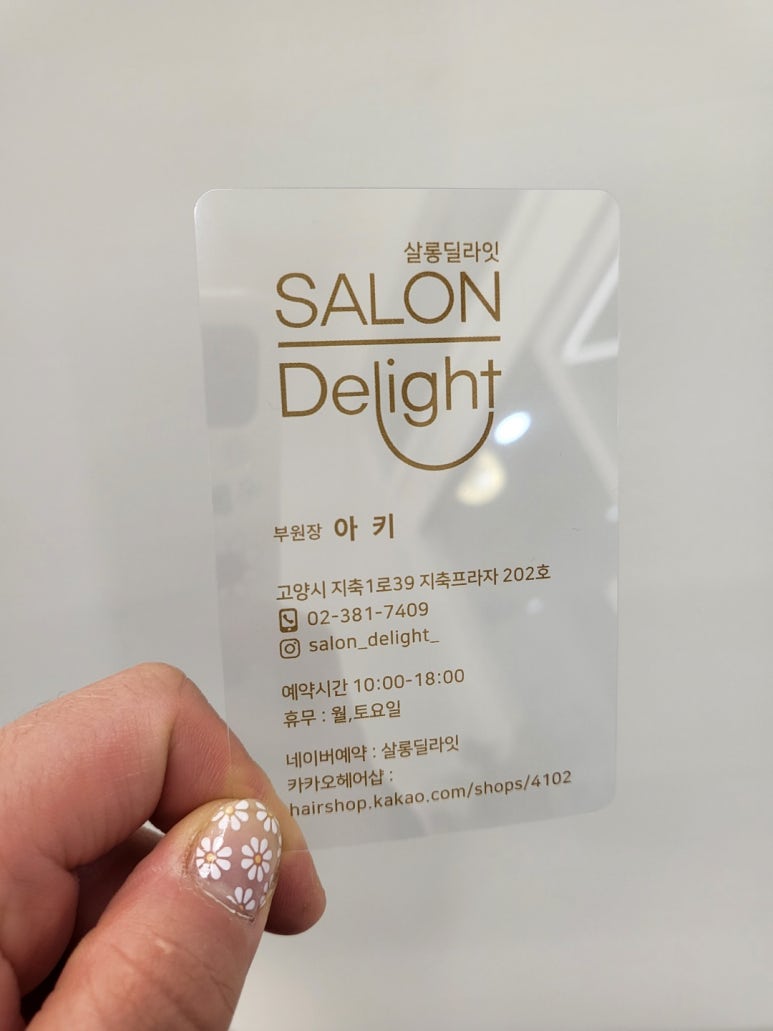 살롱딜라잇
SALON
Delight
부원장 아 키
고양시 지축1로39 지축프라자 202호
02-381-7409
salon_delight_
예약시간 10:00-18:00
휴무 : 월,토요일
네이버예약 : 살롱딜라잇
카카오헤어샵 :
hairshop.kakao.com/shops/4102